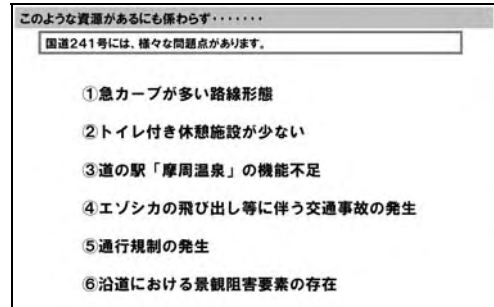 このような資源があるにも係わらず・・・・・・・
国道241号には、様々な問題点があります。
①急カーブが多い路線形態
②トイレ付き休憩施設が少ない
③道の駅「摩周温泉」の機能不足
④エゾシカの飛び出し等に伴う交通事故の発生
⑤通行規制の発生
⑥沿道における景観阻害要素の存在